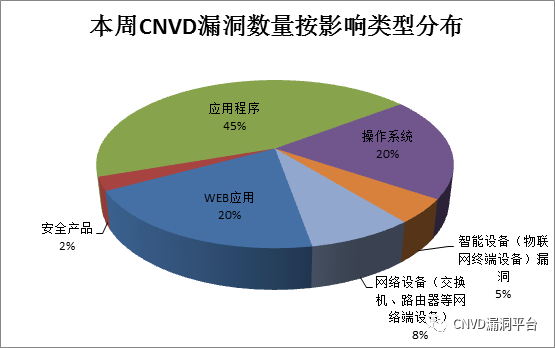 本周CNVD漏洞数量按影响类型分布
应用程序
45%
操作系统
20%
WEB应用
20%
安全产品
2%
智能设备（物联
网终端设备）漏
洞
5%
网络设备（交换
机、路由器等网
络端设备）
8%
CNVD漏洞平台